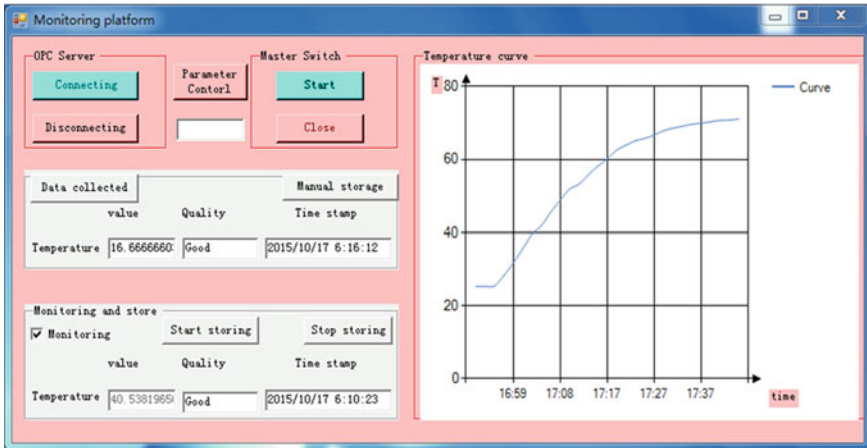 Monitoring platform
OPC Server
Connecting
Disconnecting
Parameter
Contorl
Master Switch
Start
Close
Data collected
Manual storage
value Quality Time stamp
Temperature 16.6666660 Good 2015/10/17 6:16:12
Monitoring and store
Monitoring
Start storing
Stop storing
value Quality Time stamp
Temperature 40.5381965 Good 2015/10/17 6:10:23
Temperature curve
T
80
60
40
20
0
16:59 17:08 17:17 17:27 17:37
time
Curve